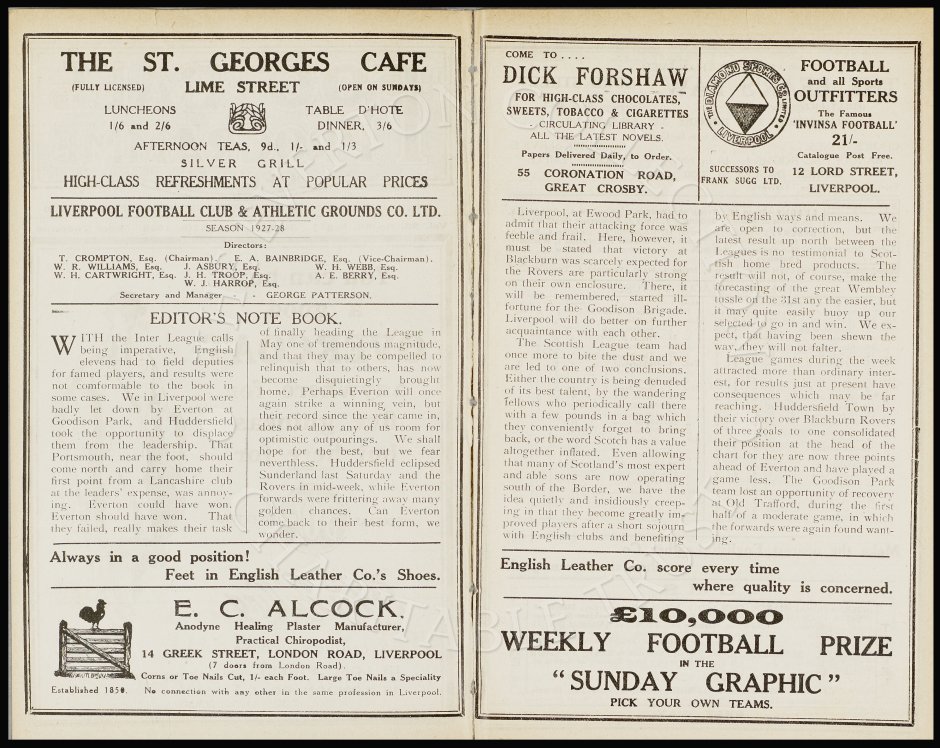 THE ST. GEORGES CAFE
(FULLY LICENSED) LIME STREET (OPEN ON SUNDAYS)
LUNCHEONS
1/6 and 2/6
TABLE D'HOTE
DINNER, 3/6
AFTERNOON TEAS, 9d., 1/- and 1/3
SILVER GRILL
HIGH-CLASS REFRESHMENTS AT POPULAR PRICES
LIVERPOOL FOOTBALL CLUB & ATHLETIC GROUNDS CO. LTD.
SEASON 1927-28
Directors:
T. CROMPTON, Esq. (Chairman). E. A. BAINBRIDGE, Esq. (Vice-Chairman).
W. R. WILLIAMS, Esq. J. ASBURY, Esq. W. H. WEBB, Esq.
W. H. CARTWRIGHT, Esq. J. H. TROOP, Esq. A. E. BERRY, Esq.
W. J. HARROP, Esq.
Secretary and Manager - - GEORGE PATTERSON.
EDITOR'S NOTE BOOK.
WITH the Inter League calls
being imperative, English
elevens had to field deputies
for famed players, and results were
not comformable to the book in
some cases. We in Liverpool were
badly let down by Everton at
Goodison Park, and Huddersfield
took the opportunity to displace
them from the leadership. That
Portsmouth, near the foot, should
come north and carry home their
first point from a Lancashire club
at the leaders' expense, was annoy-
ing. Everton could have won,
Everton should have won. That
they failed, really makes their task
of finally heading the League in
May one of tremendous magnitude,
and that they may be compelled to
relinquish that to others, has now
become disquietingly brought
home. Perhaps Everton will once
again strike a winning vein, but
their record since the year came in,
does not allow any of us room for
optimistic outpourings. We shall
hope for the best, but we fear
neverthless. Huddersfield eclipsed
Sunderland last Saturday and the
Rovers in mid-week, while Everton
forwards were frittering away many
golden chances. Can Everton
come back to their best form, we
wonder.
Always in a good position!
Feet in English Leather Co.'s Shoes.
E. C. ALCOCK.
Anodyne Healing Plaster Manufacturer,
Practical Chiropodist,
14 GREEK STREET, LONDON ROAD, LIVERPOOL
(7 doors from London Road).
Corns or Toe Nails Cut, 1/- each Foot. Large Toe Nails a Speciality
Established 1850. No connection with any other in the same profession in Liverpool.
COME TO ....
DICK FORSHAW
FOR HIGH-CLASS CHOCOLATES,
SWEETS, TOBACCO & CIGARETTES
- CIRCULATING LIBRARY -
ALL THE LATEST NOVELS.
Papers Delivered Daily, to Order.
55 CORONATION ROAD,
GREAT CROSBY.
THE DIAMOND SPORTS CO. LIMITED
LIVERPOOL
SUCCESSORS TO
FRANK SUGG LTD.
FOOTBALL
and all Sports
OUTFITTERS
The Famous
'INVINSA FOOTBALL'
21/-
Catalogue Post Free.
12 LORD STREET,
LIVERPOOL.
Liverpool, at Ewood Park, had to
admit that their attacking force was
feeble and frail. Here, however, it
must be stated that victory at
Blackburn was scarcely expected for
the Rovers are particularly strong
on their own enclosure. There, it
will be remembered, started ill-
fortune for the Goodison Brigade.
Liverpool will do better on further
acquaintance with each other.
The Scottish League team had
once more to bite the dust and we
are led to one of two conclusions.
Either the country is being denuded
of its best talent, by the wandering
fellows who periodically call there
with a few pounds in a bag which
they conveniently forget to bring
back, or the word Scotch has a value
altogether inflated. Even allowing
that many of Scotland's most expert
and able sons are now operating
south of the Border, we have the
idea quietly and insidiously creep-
ing in that they become greatly im-
proved players after a short sojourn
with English clubs and benefiting
by English ways and means. We
are open to correction, but the
latest result up north between the
Leagues is no testimonial to Scot-
tish home bred products. The
result will not, of course, make the
forecasting of the great Wembley
tussle on the 31st any the easier, but
it may quite easily buoy up our
selected to go in and win. We ex-
pect, that having been shewn the
way, they will not falter.
League games during the week
attracted more than ordinary inter-
est, for results just at present have
consequences which may be far
reaching. Huddersfield Town by
their victory over Blackburn Rovers
of three goals to one consolidated
their position at the head of the
chart for they are now three points
ahead of Everton and have played a
game less. The Goodison Park
team lost an opportunity of recovery
at Old Trafford, during the first
half of a moderate game, in which
the forwards were again found want-
ing.
English Leather Co. score every time
where quality is concerned.
£10,000
WEEKLY FOOTBALL PRIZE
IN THE
"SUNDAY GRAPHIC"
PICK YOUR OWN TEAMS.